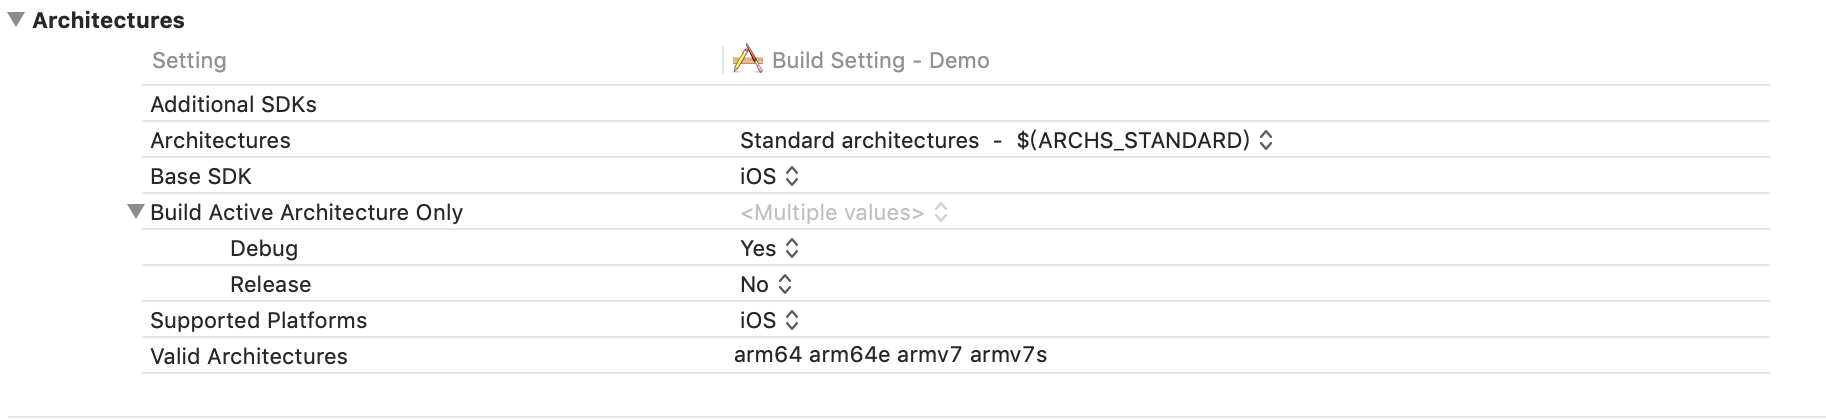 Architectures
Setting Build Setting - Demo
Additional SDKs
Architectures Standard architectures - $(ARCHS_STANDARD)
Base SDK iOS
Build Active Architecture Only <Multiple values>
Debug Yes
Release No
Supported Platforms iOS
Valid Architectures arm64 arm64e armv7 armv7s